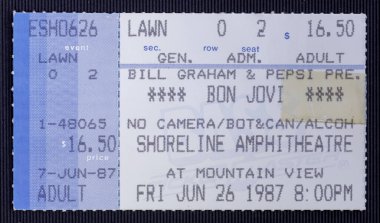 ESH0626 LAWN 0 2 $ 16.50
event sec. row seat
LAWN GEN. ADM. ADULT
0 2 BILL GRAHAM & PEPSI PRE.
**** BON JOVI ****
1-48065 NO CAMERA/BOT&CAN/ALCOH
$16.50 SHORELINE AMPHITHEATRE
price
7-JUN-87 AT MOUNTAIN VIEW
ADULT FRI JUN 26 1987 8:00PM